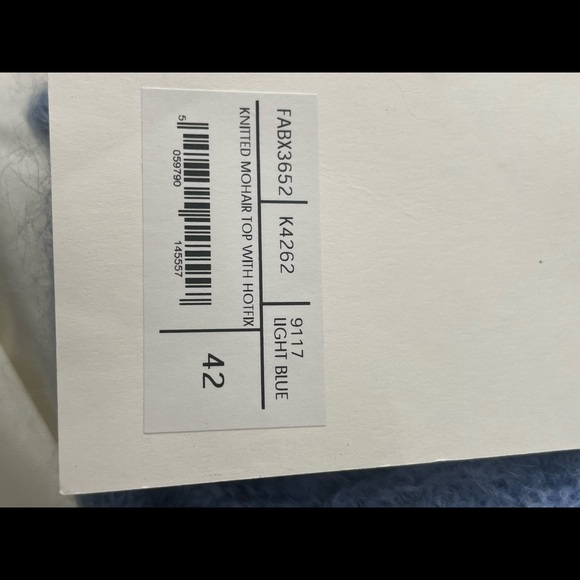 FABX3652 K4262 9117
LIGHT BLUE
KNITTED MOHAIR TOP WITH HOTFIX
5 059790 145557
42